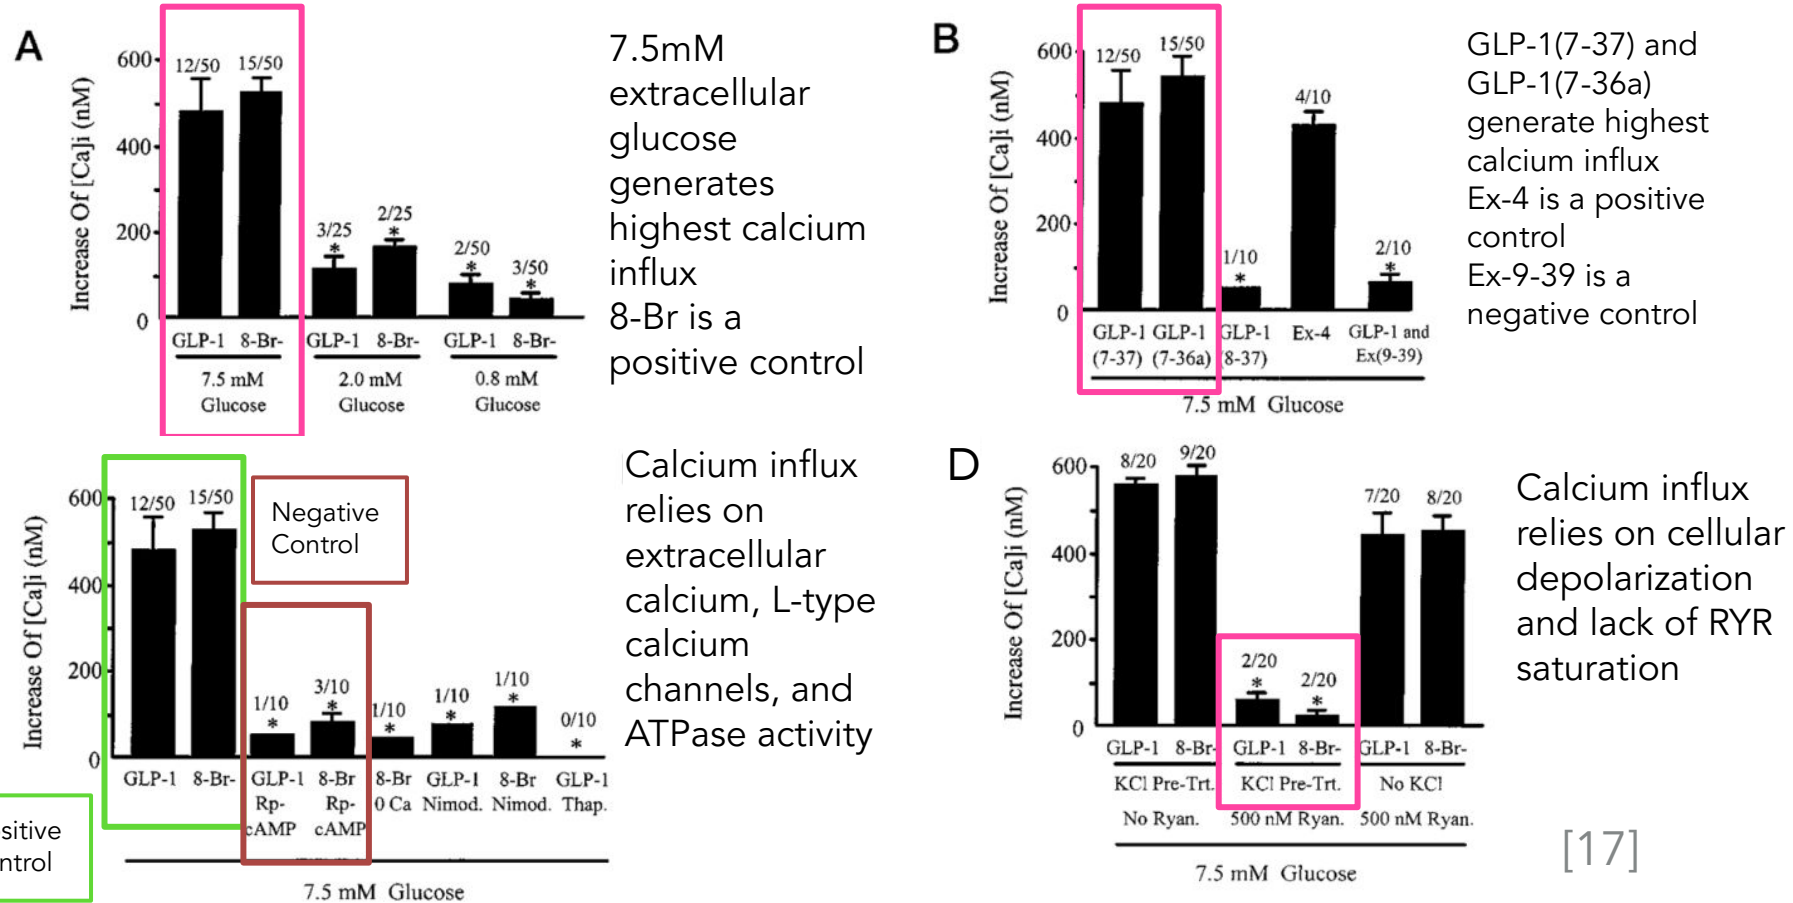 A
Increase Of [Ca]i (nM)
600
400
200
0
12/50 15/50
3/25 2/25
* *
2/50 3/50
* *
GLP-1 8-Br- GLP-1 8-Br- GLP-1 8-Br-
7.5 mM 2.0 mM 0.8 mM
Glucose Glucose Glucose
7.5mM
extracellular
glucose
generates
highest calcium
influx
8-Br is a
positive control
B
Increase Of [Ca]i (nM)
600
400
200
0
12/50 15/50
1/10
*
4/10
2/10
*
GLP-1 GLP-1 GLP-1 Ex-4 GLP-1 and
(7-37) (7-36a) (8-37) Ex(9-39)
7.5 mM Glucose
GLP-1(7-37) and
GLP-1(7-36a)
generate highest
calcium influx
Ex-4 is a positive
control
Ex-9-39 is a
negative control
Increase Of [Ca]i (nM)
600
400
200
0
12/50 15/50
Negative
Control
1/10 3/10 1/10 1/10 1/10 0/10
* * * * * *
GLP-1 8-Br- GLP-1 8-Br 8-Br GLP-1 8-Br GLP-1
Rp- Rp- 0 Ca Nimod. Nimod. Thap.
cAMP cAMP
sitive
ntrol
7.5 mM Glucose
Calcium influx
relies on
extracellular
calcium, L-type
calcium
channels, and
ATPase activity
D
Increase Of [Ca]i (nM)
600
400
200
0
8/20 9/20
2/20 2/20
* *
7/20 8/20
GLP-1 8-Br- GLP-1 8-Br- GLP-1 8-Br-
KCl Pre-Trt. KCl Pre-Trt. No KCl
No Ryan. 500 nM Ryan. 500 nM Ryan.
7.5 mM Glucose
Calcium influx
relies on cellular
depolarization
and lack of RYR
saturation
[17]